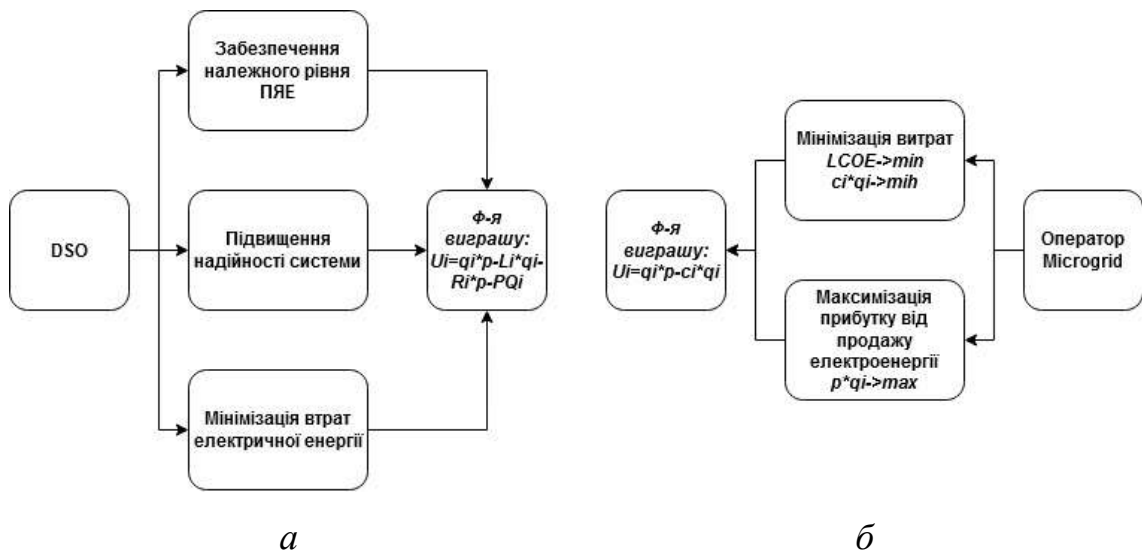 Забезпечення
належного рівня
ПЯЕ
DSO
Підвищення
надійності системи
Ф-я
виграшу:
Ui=qi*p-Li*qi-
Ri*p-PQi
Мінімізація втрат
електричної енергії
а
Мінімізація витрат
LCOE->min
ci*qi->mih
Ф-я
виграшу:
Ui=qi*p-ci*qi
Оператор
Microgrid
Максимізація
прибутку від
продажу
електроенергії
p*qi->max
б